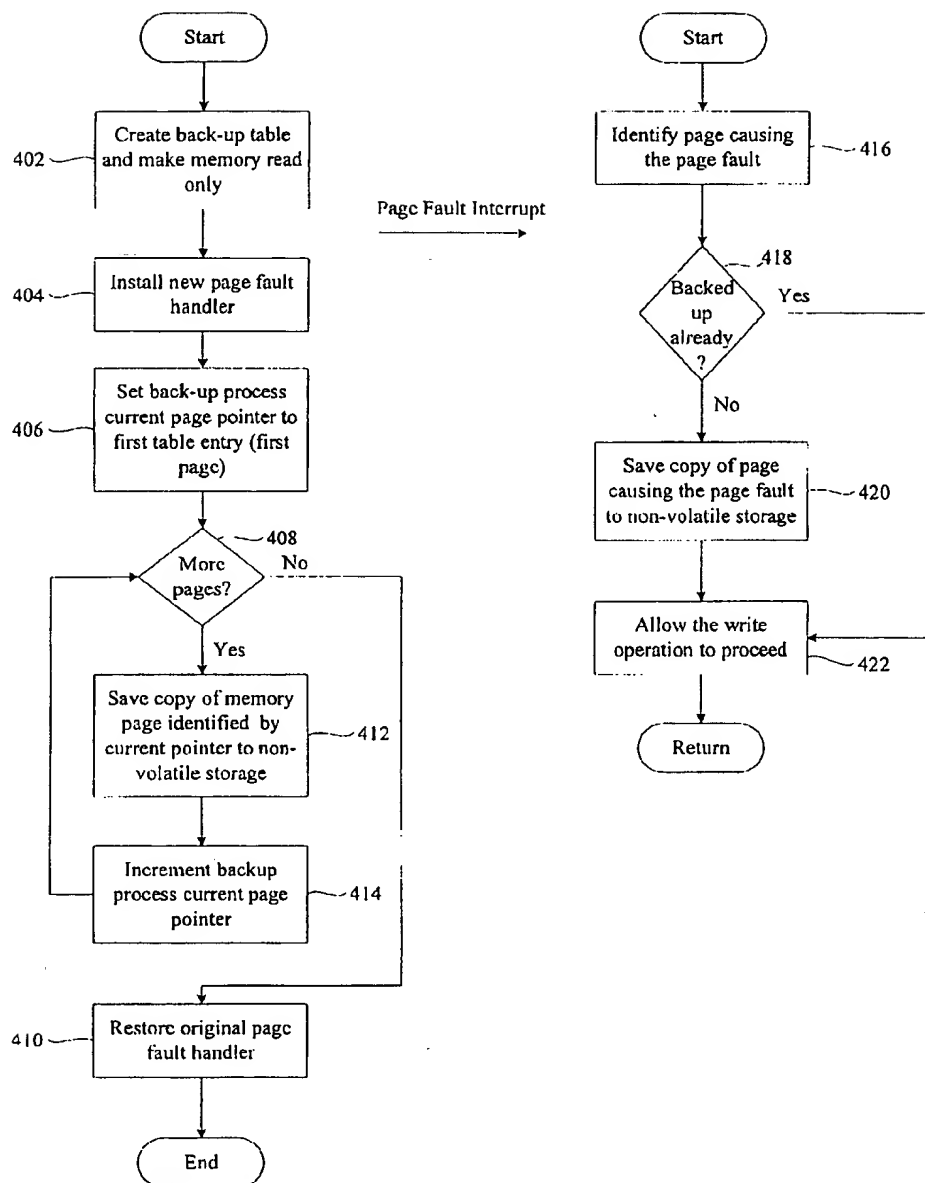 Start
402
Create back-up table
and make memory read
only
404
Install new page fault
handler
406
Set back-up process
current page pointer to
first table entry (first
page)
408
More
pages?
No
Yes
Save copy of memory
page identified by
current pointer to non-
volatile storage
412
Increment backup
process current page
pointer
414
410
Restore original page
fault handler
End
Page Fault Interrupt
Start
Identify page causing
the page fault
416
418
Backed
up
already
?
Yes
No
Save copy of page
causing the page fault
to non-volatile storage
420
Allow the write
operation to proceed
422
Return